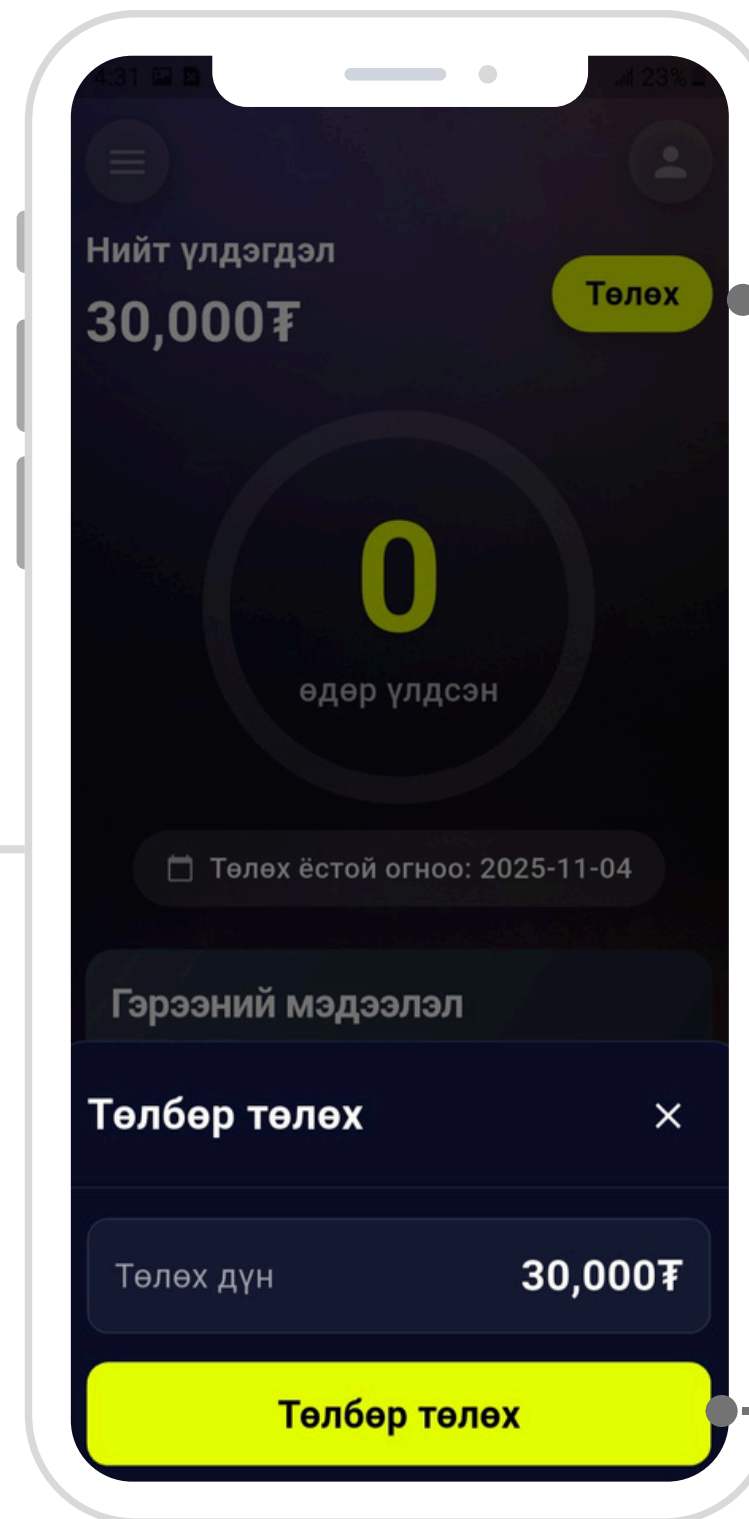 4:31 23%
Нийт үлдэгдэл
30,000₮
Төлөх
0
өдөр үлдсэн
Төлөх ёстой огноо: 2025-11-04
Гэрээний мэдээлэл
Төлбөр төлөх
Төлөх дүн 30,000₮
Төлбөр төлөх